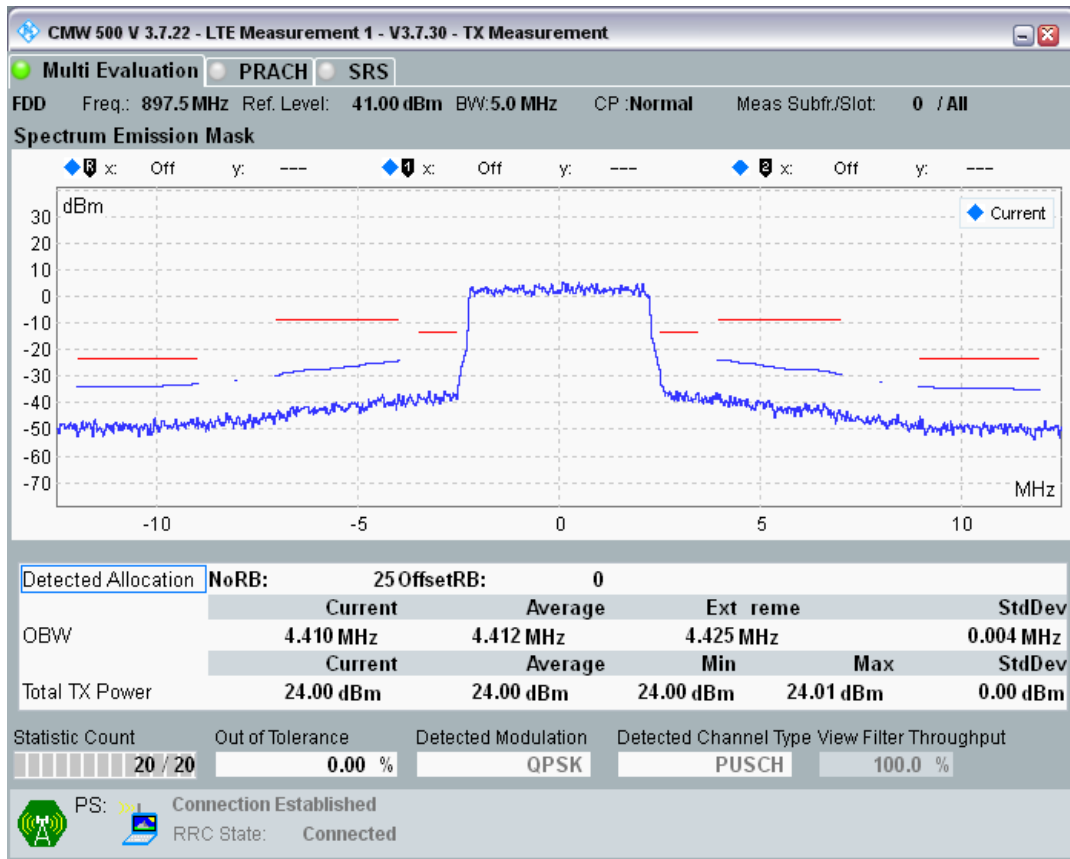 CMW 500 V 3.7.22 - LTE Measurement 1 - V3.7.30 - TX Measurement
Multi Evaluation PRACH SRS
FDD Freq.: 897.5 MHz Ref. Level: 41.00 dBm BW:5.0 MHz CP :Normal Meas Subfr./Slot: 0 / All
Spectrum Emission Mask
R x: Off y: --- 1 x: Off y: --- 2 x: Off y: ---
dBm
Current
30
20
10
0
-10
-20
-30
-40
-50
-60
-70
MHz
-10 -5 0 5 10
Detected Allocation NoRB: 25 OffsetRB: 0
Current Average Ext reme StdDev
OBW 4.410 MHz 4.412 MHz 4.425 MHz 0.004 MHz
Current Average Min Max StdDev
Total TX Power 24.00 dBm 24.00 dBm 24.00 dBm 24.01 dBm 0.00 dBm
Statistic Count Out of Tolerance Detected Modulation Detected Channel Type View Filter Throughput
20 / 20 0.00 % QPSK PUSCH 100.0 %
PS: Connection Established
RRC State: Connected